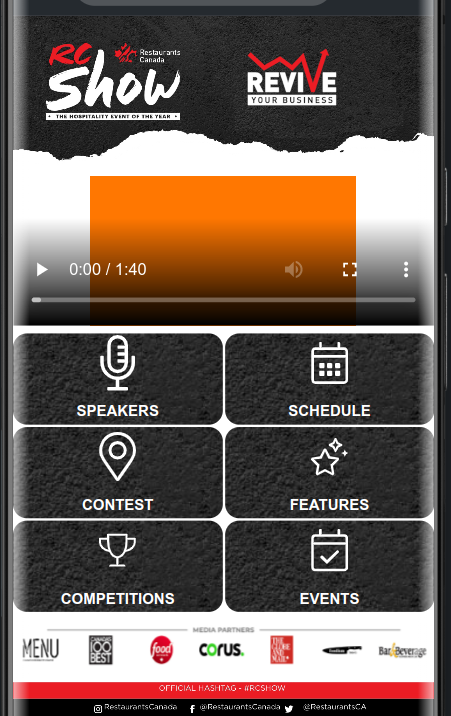 RC
Show
Restaurants
Canada
• THE HOSPITALITY EVENT OF THE YEAR •
REVIVE
YOUR BUSINESS
0:00 / 1:40
SPEAKERS
SCHEDULE
CONTEST
FEATURES
COMPETITIONS
EVENTS
MEDIA PARTNERS
MENU
CANADA'S
100
BEST
food
corus.
THE
GLOBE
AND
MAIL*
Bar&Beverage
OFFICIAL HASHTAG - #RCSHOW
RestaurantsCanada
@RestaurantsCanada
@RestaurantsCA